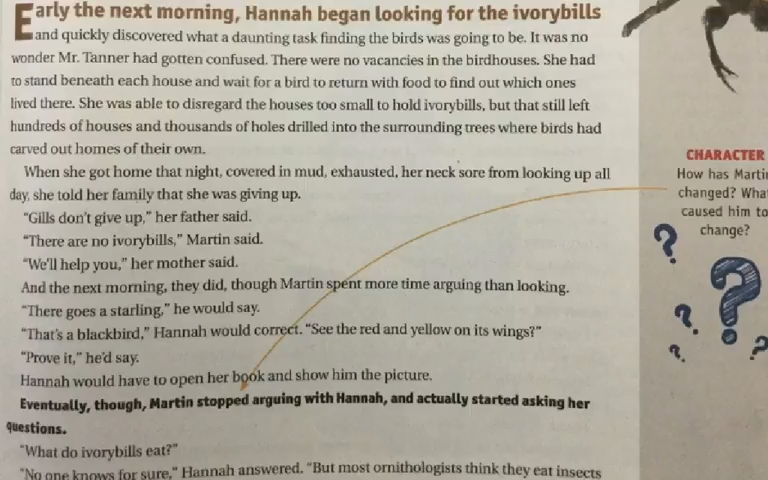 Early the next morning, Hannah began looking for the ivorybills
and quickly discovered what a daunting task finding the birds was going to be. It was no
wonder Mr. Tanner had gotten confused. There were no vacancies in the birdhouses. She had
to stand beneath each house and wait for a bird to return with food to find out which ones
lived there. She was able to disregard the houses too small to hold ivorybills, but that still left
hundreds of houses and thousands of holes drilled into the surrounding trees where birds had
carved out homes of their own.
When she got home that night, covered in mud, exhausted, her neck sore from looking up all
day, she told her family that she was giving up.
"Gills don't give up," her father said.
"There are no ivorybills," Martin said.
"We'll help you," her mother said.
And the next morning, they did, though Martin spent more time arguing than looking.
"There goes a starling," he would say.
"That's a blackbird," Hannah would correct. "See the red and yellow on its wings?"
"Prove it," he'd say.
Hannah would have to open her book and show him the picture.
Eventually, though, Martin stopped arguing with Hannah, and actually started asking her
questions.
"What do ivorybills eat?"
"No one knows for sure," Hannah answered. "But most ornithologists think they eat insects
CHARACTER
How has Martin
changed? What
caused him to
change?
?
?
?
?
?